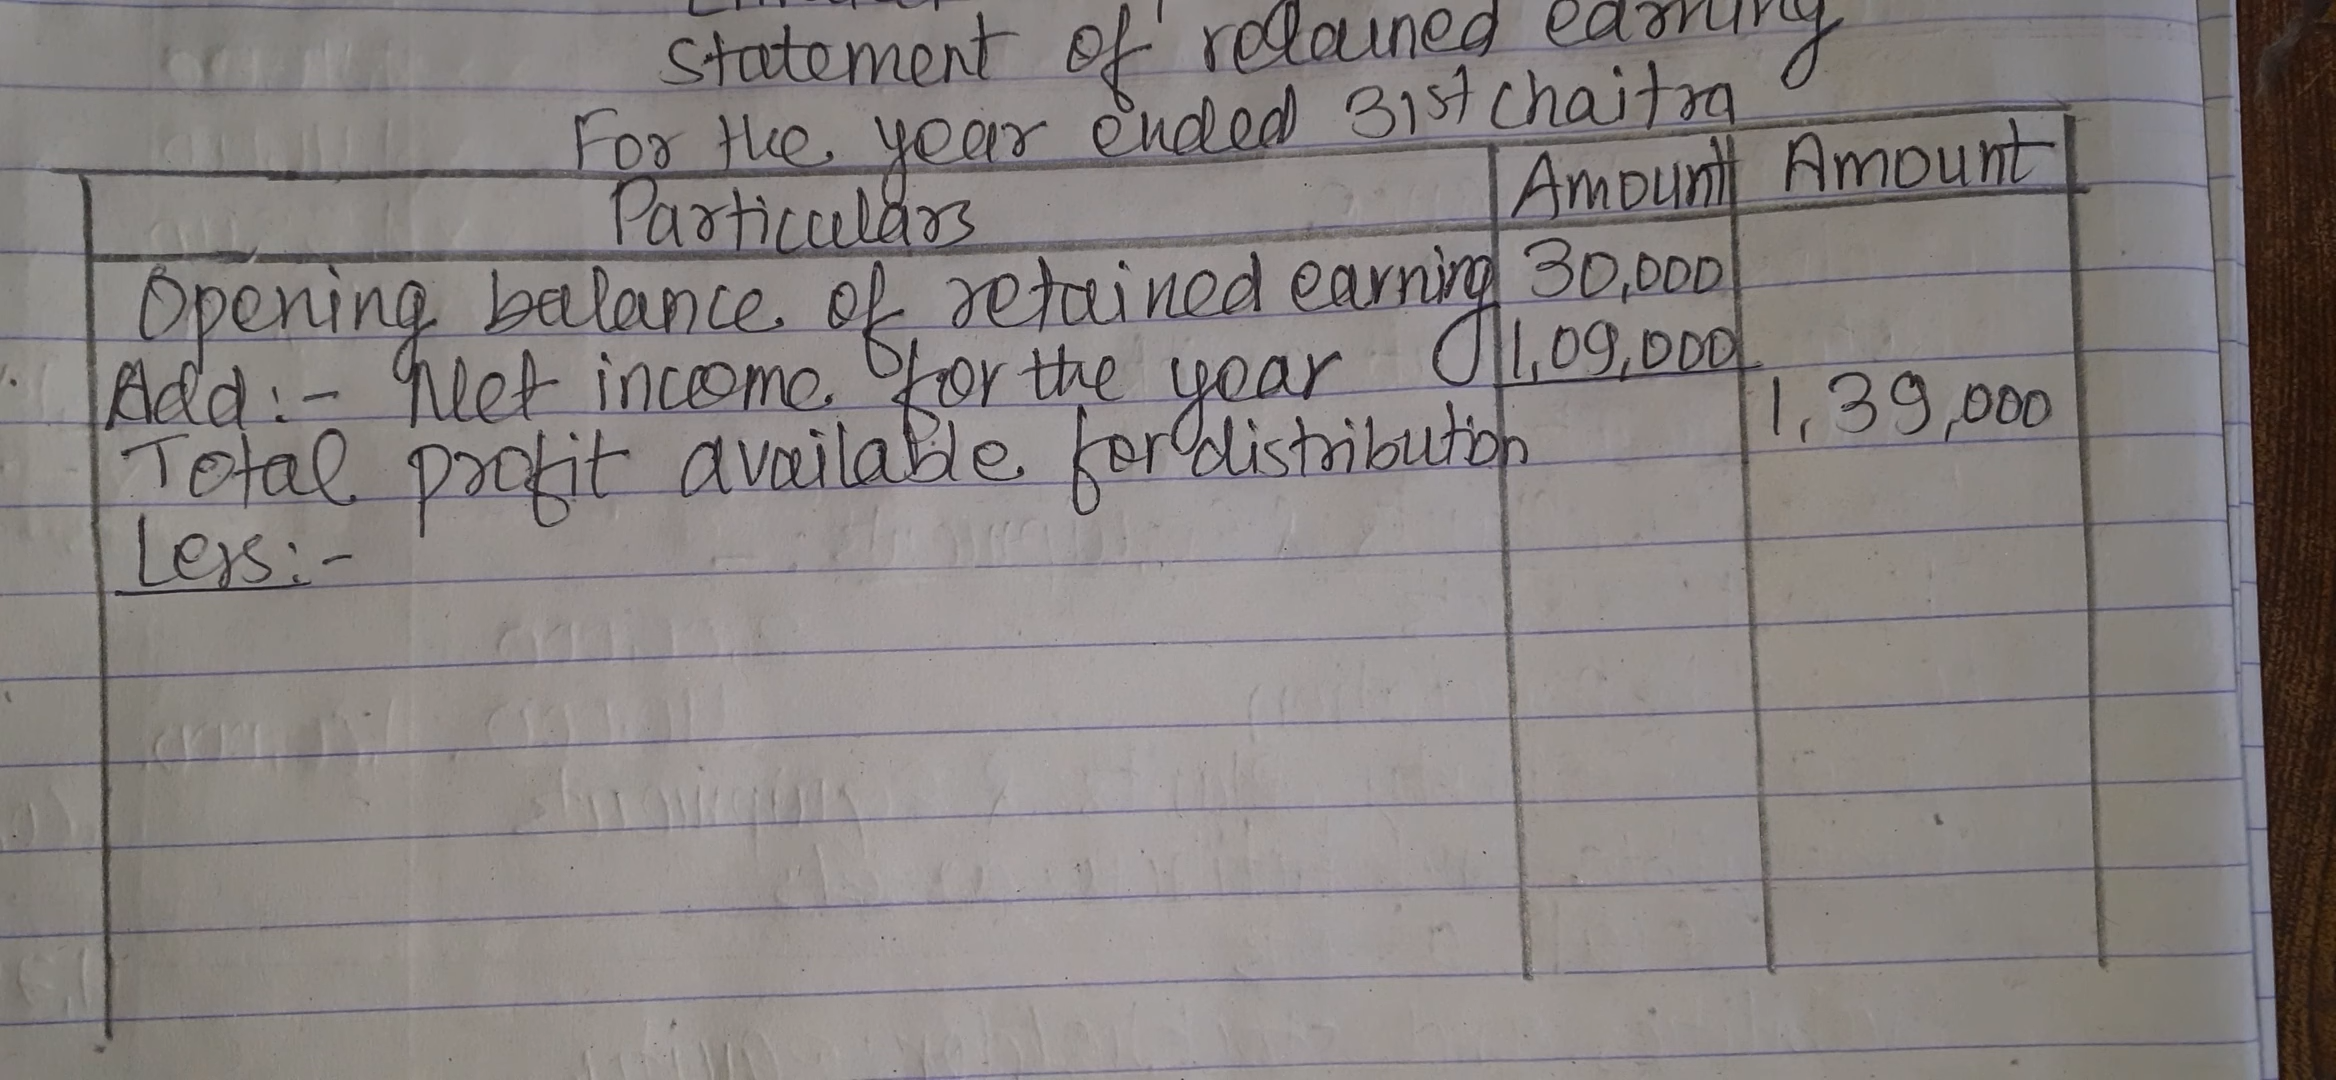 Statement of retained earning
For the year ended 31st chaitra
Particulars Amount Amount
Opening balance of retained earning 30,000
Add:- Net income for the year 1,09,000
Total profit available for distribution 1,39,000
Less:-